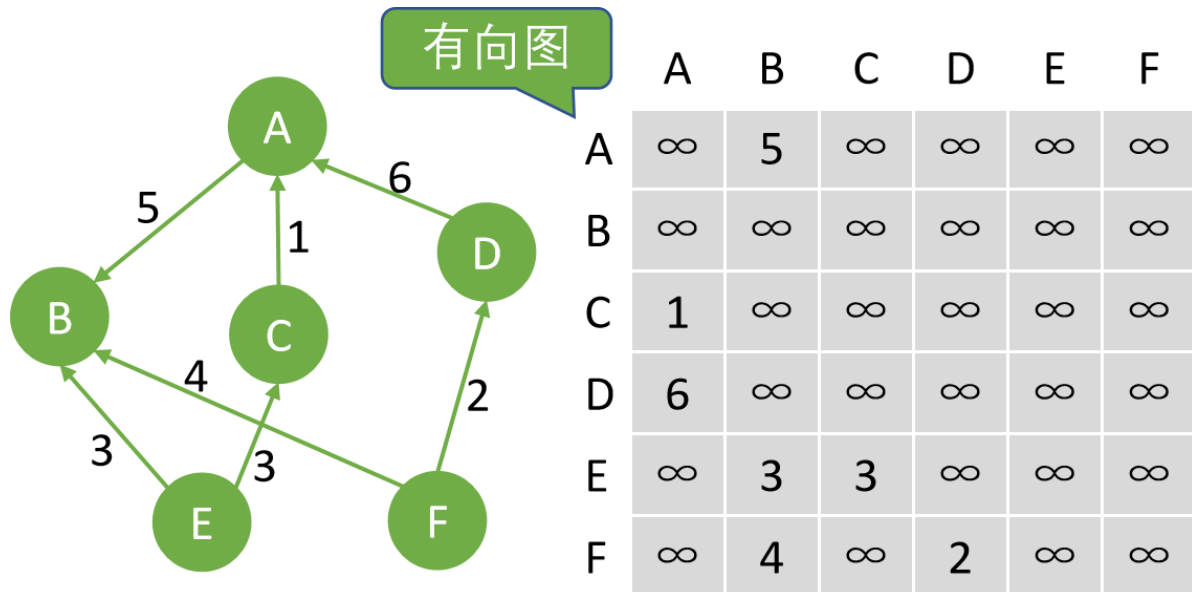 有向图
A
6
5
1
D
B
C
4
2
3
3
E
F
A B C D E F
A ∞ 5 ∞ ∞ ∞ ∞
B ∞ ∞ ∞ ∞ ∞ ∞
C 1 ∞ ∞ ∞ ∞ ∞
D 6 ∞ ∞ ∞ ∞ ∞
E ∞ 3 3 ∞ ∞ ∞
F ∞ 4 ∞ 2 ∞ ∞